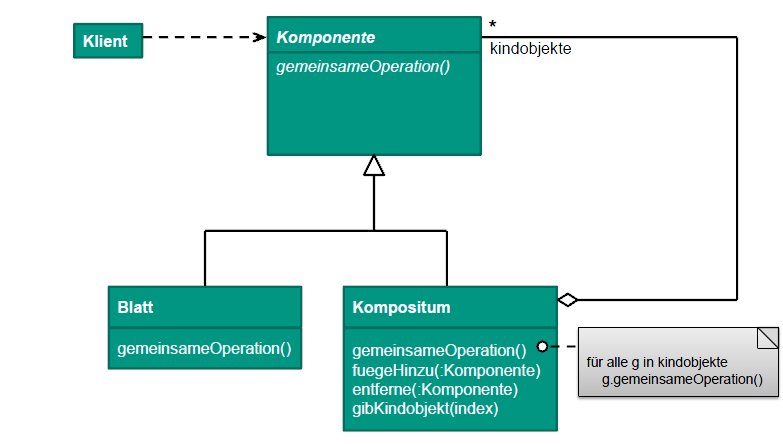 Klient
Komponente
gemeinsameOperation()
*
kindobjekte
Blatt
gemeinsameOperation()
Kompositum
gemeinsameOperation()
fuegeHinzu(:Komponente)
entferne(:Komponente)
gibKindobjekt(index)
für alle g in kindobjekte
g.gemeinsameOperation()